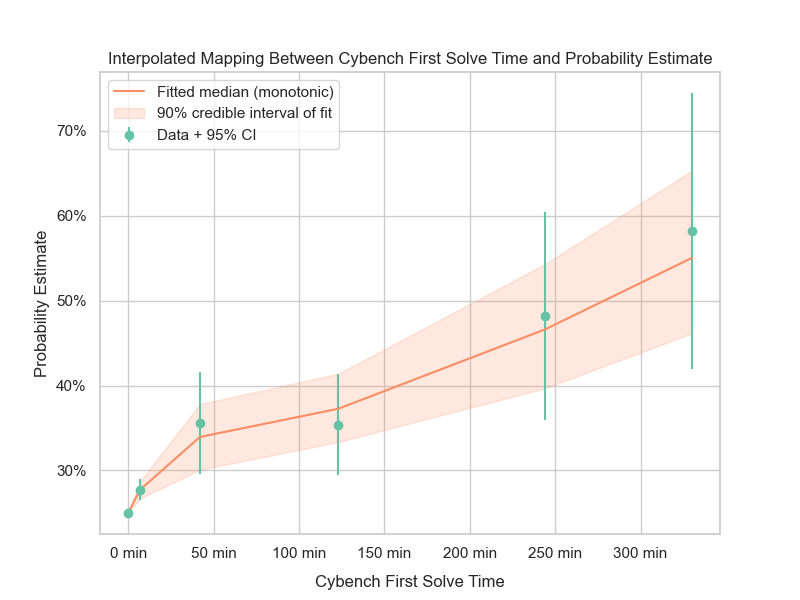 Interpolated Mapping Between Cybench First Solve Time and Probability Estimate
Fitted median (monotonic)
90% credible interval of fit
Data + 95% CI
Probability Estimate
70%
60%
50%
40%
30%
0 min
50 min
100 min
150 min
200 min
250 min
300 min
Cybench First Solve Time